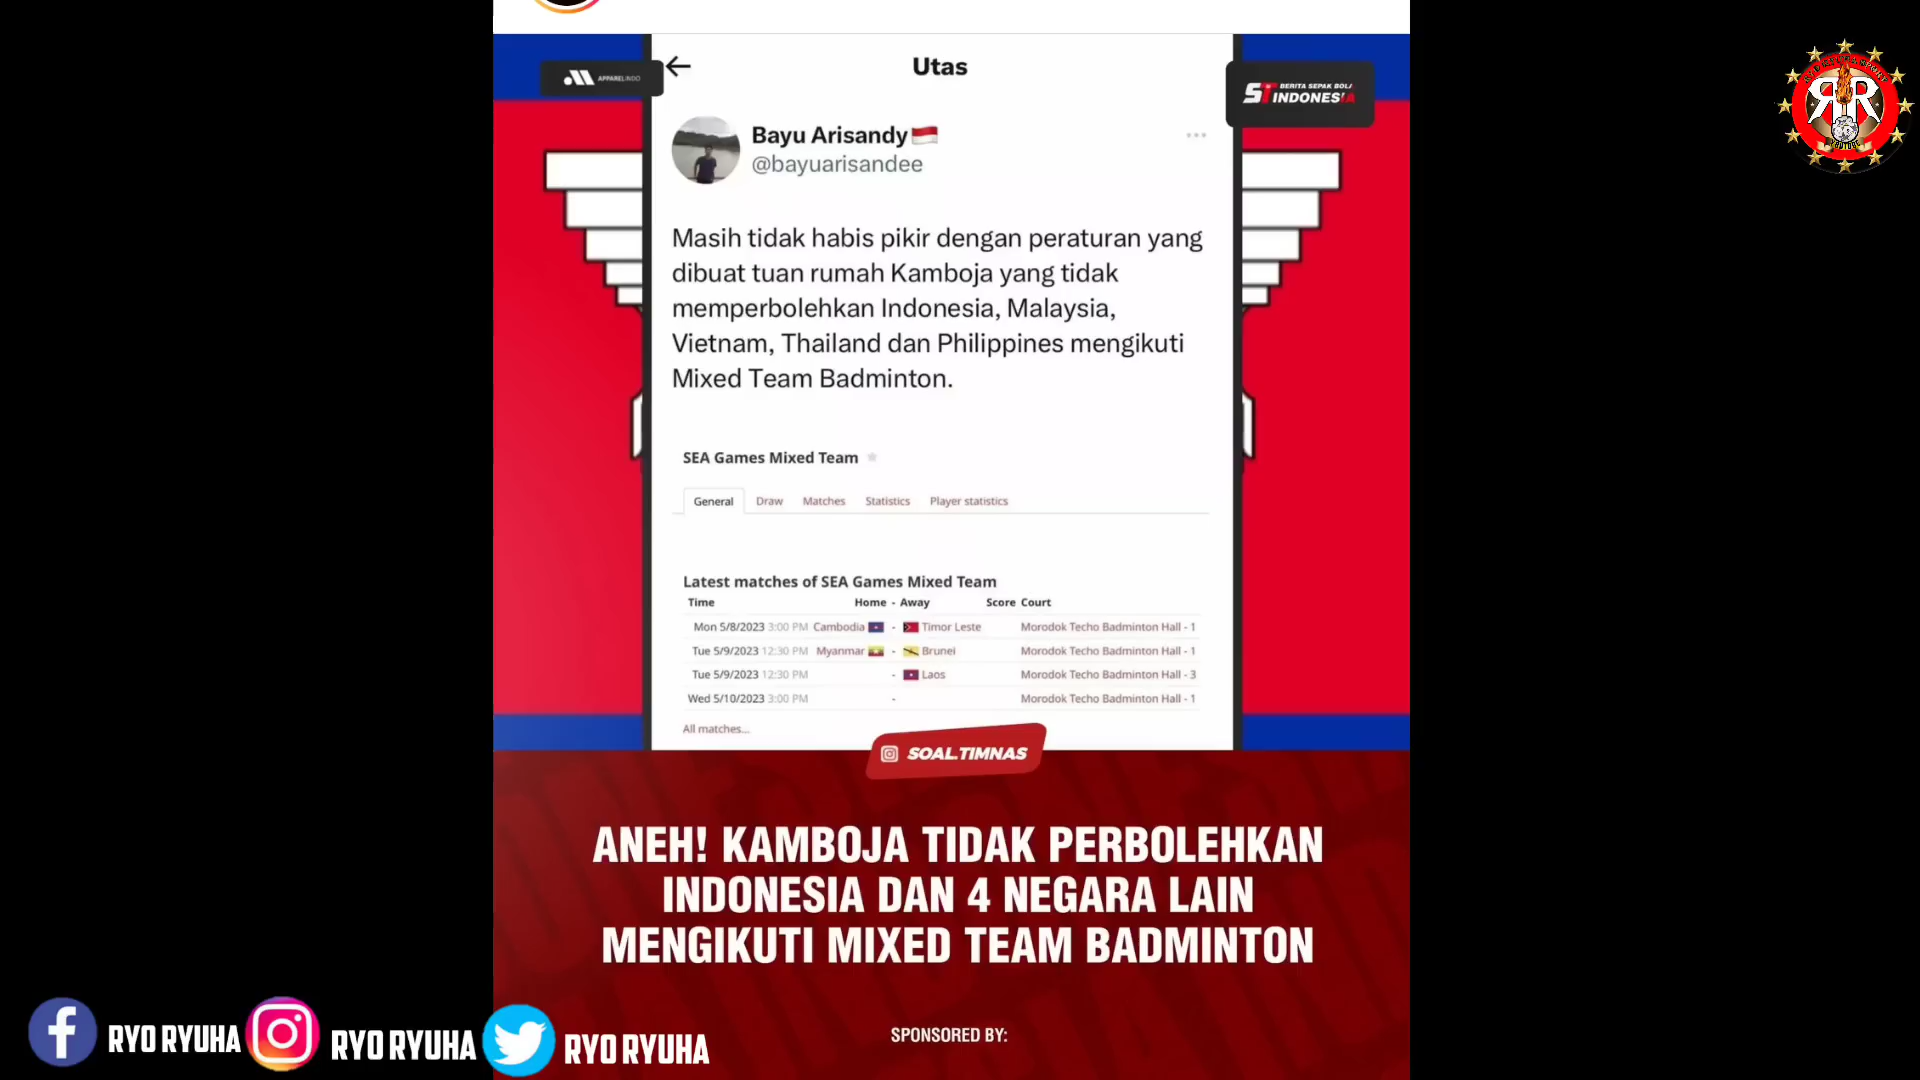 Utas
APPARELINDO
BERITA SEPAK BOLA
ST INDONESIA
Bayu Arisandy
@bayuarisandee
Masih tidak habis pikir dengan peraturan yang
dibuat tuan rumah Kamboja yang tidak
memperbolehkan Indonesia, Malaysia,
Vietnam, Thailand dan Philippines mengikuti
Mixed Team Badminton.
SEA Games Mixed Team
General Draw Matches Statistics Player statistics
Latest matches of SEA Games Mixed Team
Time Home - Away Score Court
Mon 5/8/2023 3:00 PM Cambodia - Timor Leste Morodok Techo Badminton Hall - 1
Tue 5/9/2023 12:30 PM Myanmar - Brunei Morodok Techo Badminton Hall - 1
Tue 5/9/2023 12:30 PM - Laos Morodok Techo Badminton Hall - 3
Wed 5/10/2023 3:00 PM - Morodok Techo Badminton Hall - 1
All matches...
SOAL.TIMNAS
ANEH! KAMBOJA TIDAK PERBOLEHKAN
INDONESIA DAN 4 NEGARA LAIN
MENGIKUTI MIXED TEAM BADMINTON
SPONSORED BY:
RYO RYUHA RYO RYUHA RYO RYUHA